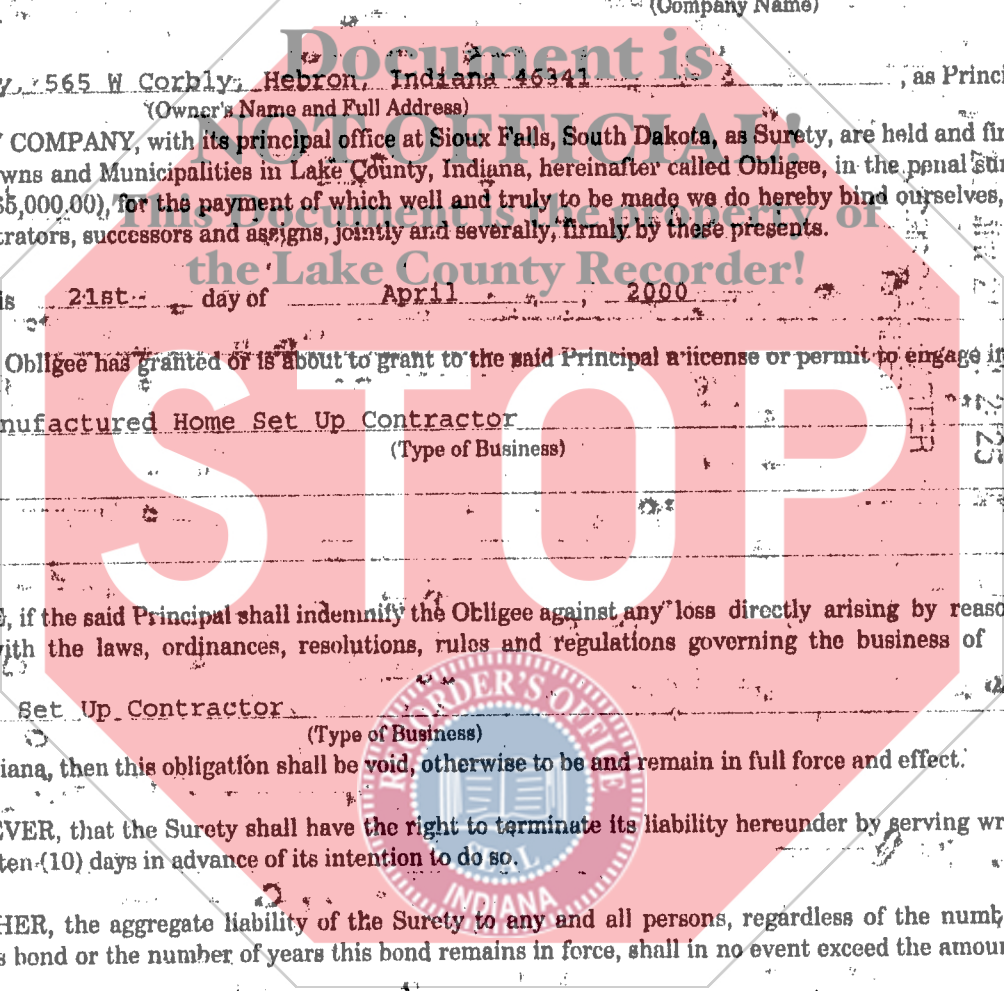 (Company Name)
565 W Corbly, Hebron, Indiana 46341, as Princi
(Owner's Name and Full Address)
COMPANY, with its principal office at Sioux Falls, South Dakota, as Surety, are held and fir
wns and Municipalities in Lake County, Indiana, hereinafter called Obligee, in the penal sum
$5,000.00), for the payment of which well and truly to be made we do hereby bind ourselves,
trators, successors and assigns, jointly and severally, firmly by these presents.
is 21st day of April, 2000
Obligee has granted or is about to grant to the said Principal a license or permit to engage in
nufactured Home Set Up Contractor
(Type of Business)
, if the said Principal shall indemnify the Obligee against any loss directly arising by reaso
ith the laws, ordinances, resolutions, rules and regulations governing the business of
Set Up Contractor
(Type of Business)
iana, then this obligation shall be void, otherwise to be and remain in full force and effect.
EVER, that the Surety shall have the right to terminate its liability hereunder by serving wr
ten (10) days in advance of its intention to do so.
HER, the aggregate liability of the Surety to any and all persons, regardless of the numb
s bond or the number of years this bond remains in force, shall in no event exceed the amou
Document is
NOT OFFICIAL!
This Document is the property of
the Lake County Recorder!
STOP
RECORDER'S OFFICE
SEAL
INDIANA